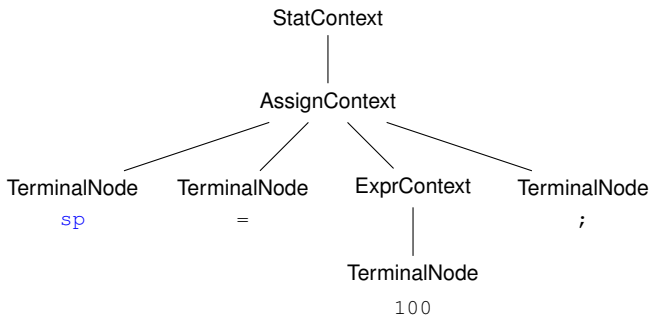 StatContext
AssignContext
TerminalNode TerminalNode ExprContext TerminalNode
sp = ;
TerminalNode
100